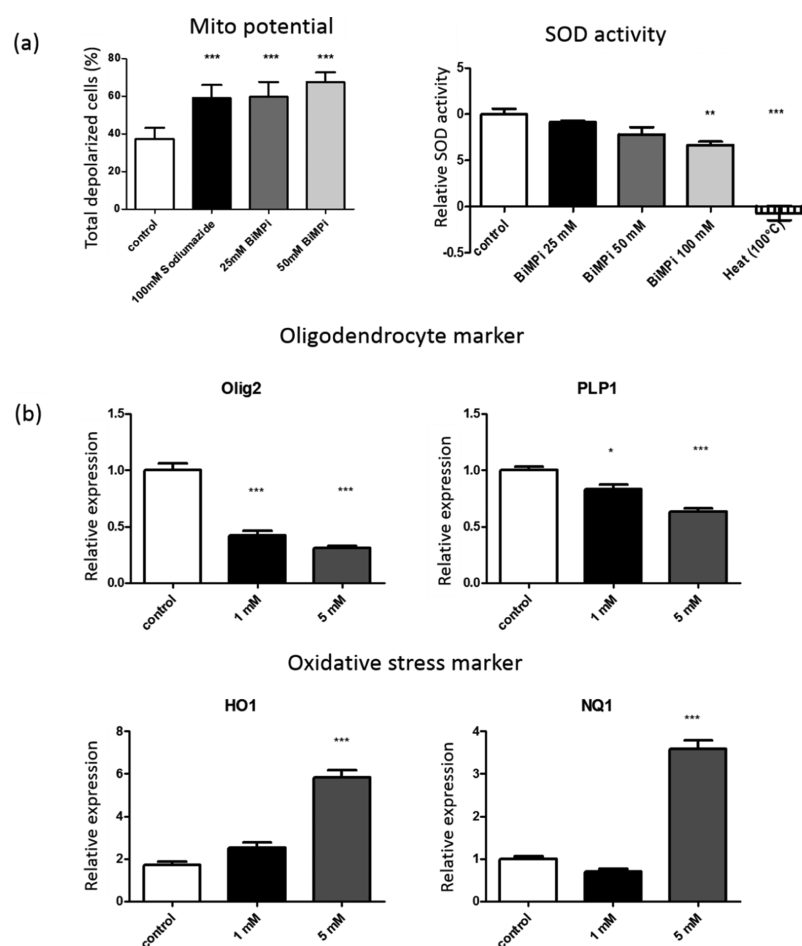 (a)
Mito potential
Total depolarized cells (%)
80
60
40
20
0
***
***
***
control
100mM Sodiumazide
25mM BiMPi
50mM BiMPi
SOD activity
Relative SOD activity
5
0
5
0
-0.5
**
***
control
BiMPi 25 mM
BiMPi 50 mM
BiMPi 100 mM
Heat (100°C)
Oligodendrocyte marker
(b)
Olig2
Relative expression
1.5
1.0
0.5
0.0
***
***
control
1 mM
5 mM
PLP1
Relative expression
1.5
1.0
0.5
0.0
*
***
control
1 mM
5 mM
Oxidative stress marker
HO1
Relative expression
8
6
4
2
0
***
control
1 mM
5 mM
NQ1
Relative expression
4
3
2
1
0
***
control
1 mM
5 mM